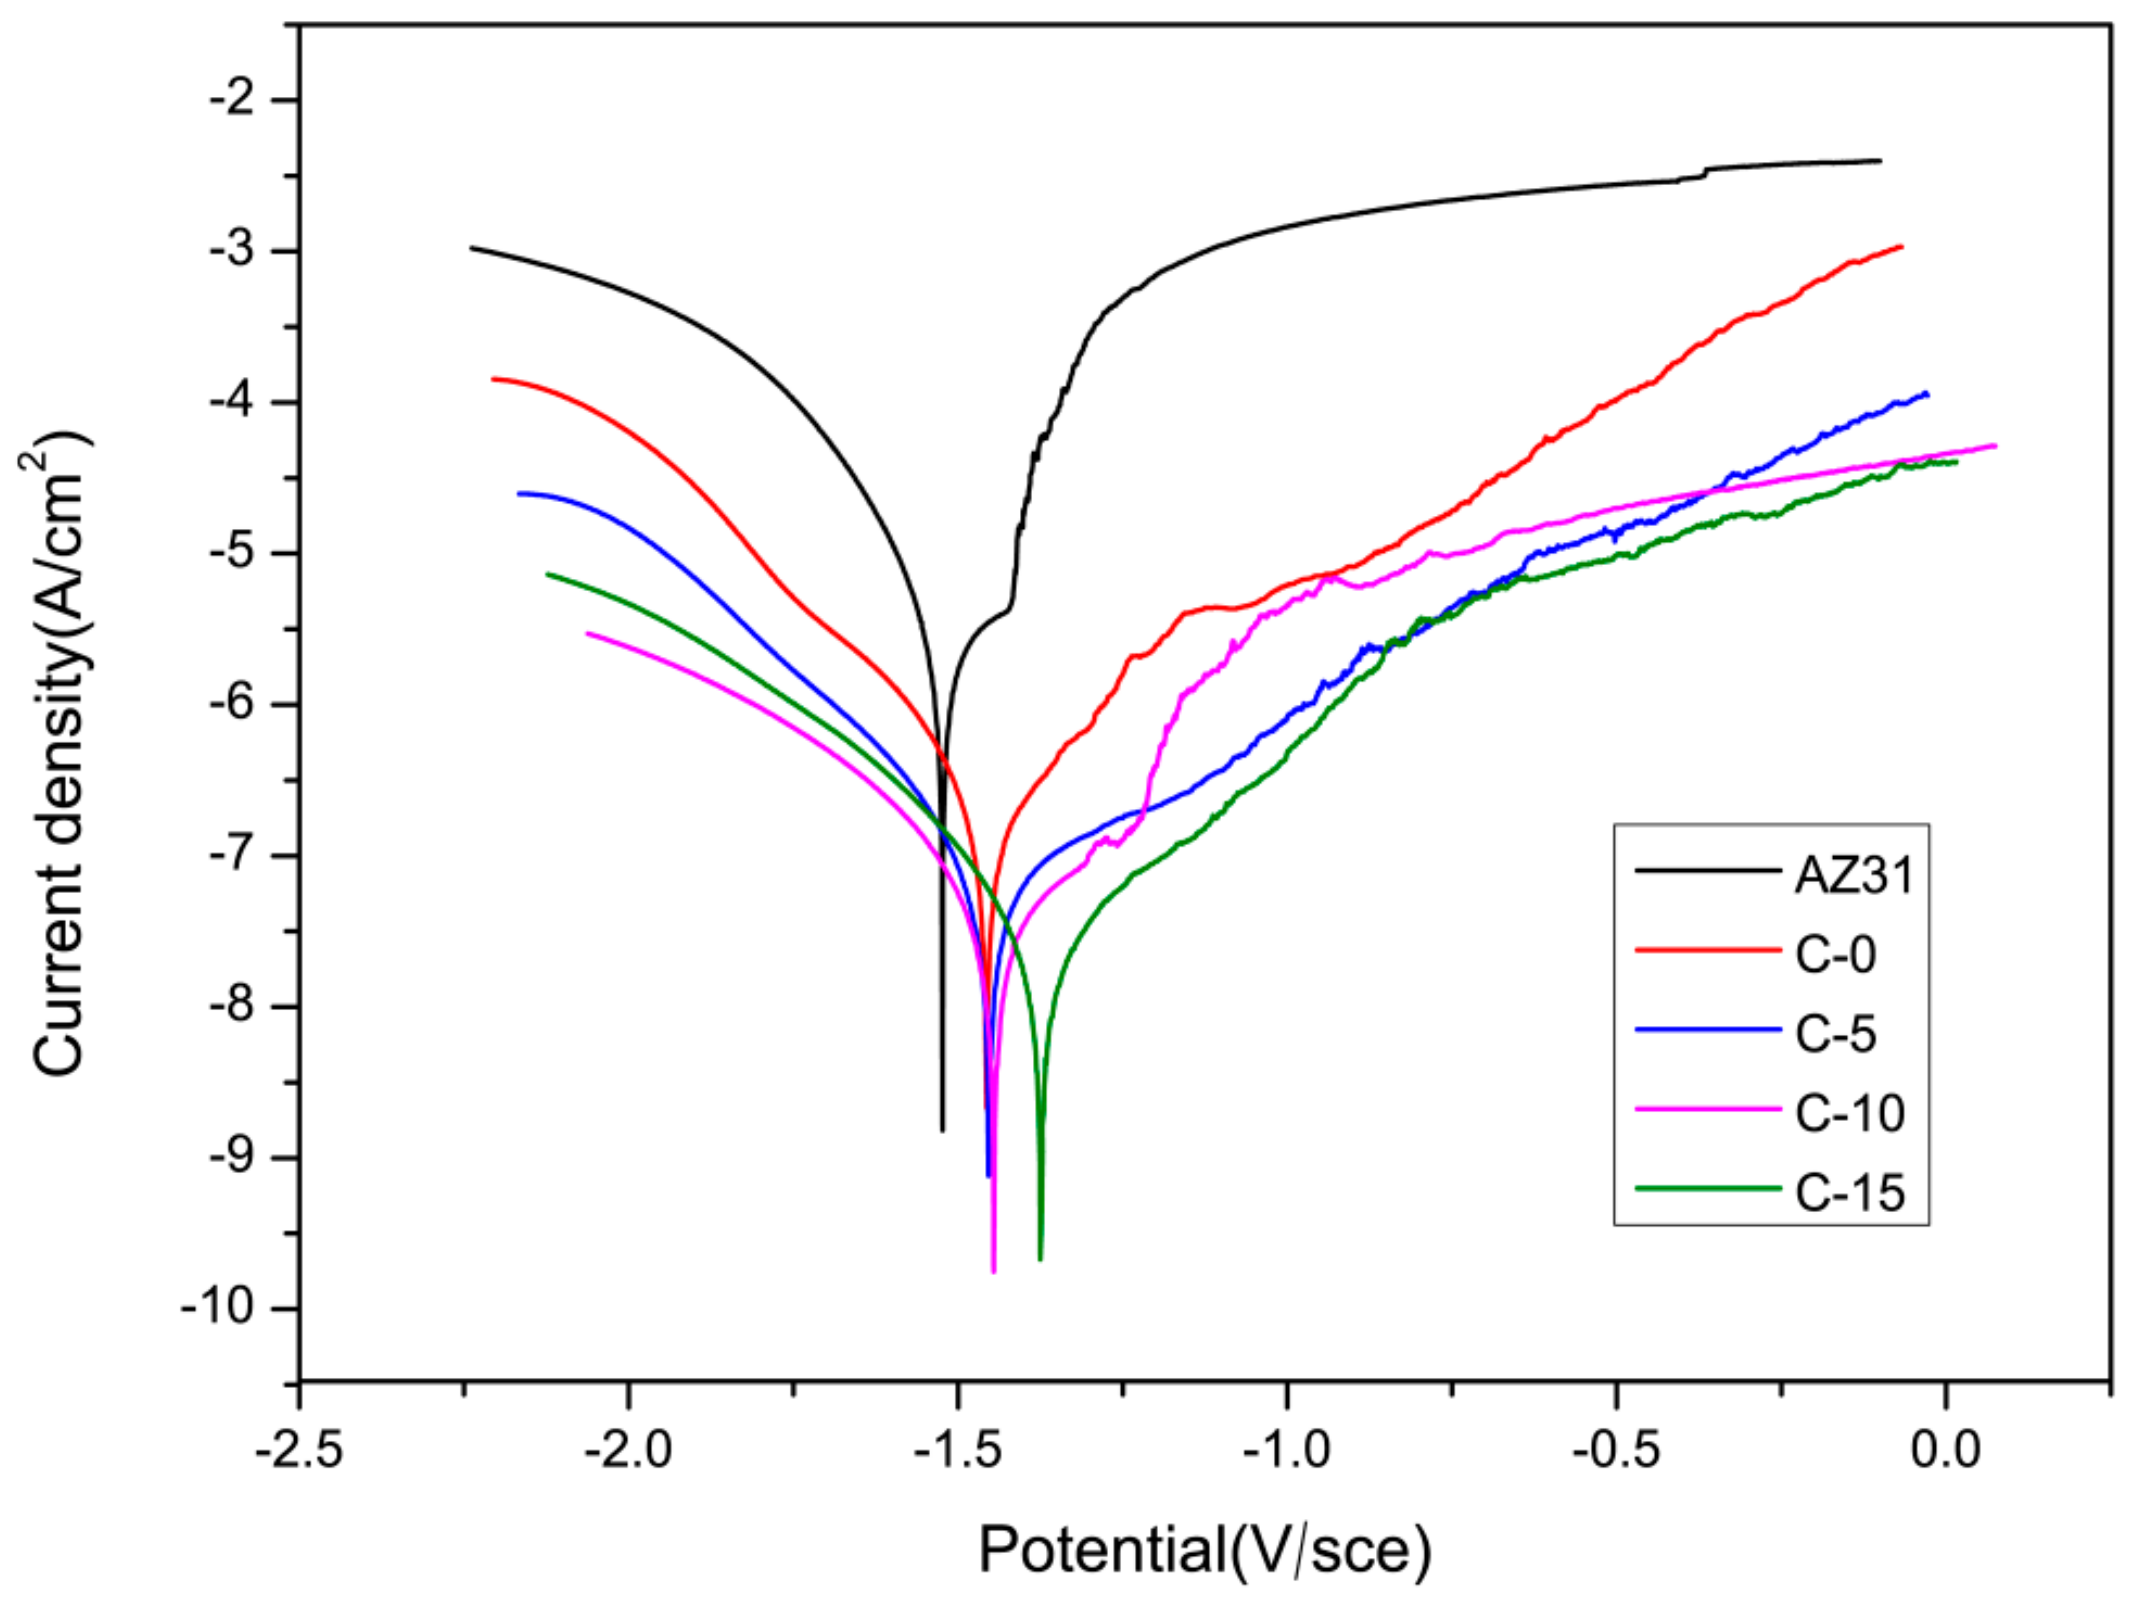 -2
-3
-4
-5
-6
-7
-8
-9
-10
Current density(A/cm²)
AZ31
C-0
C-5
C-10
C-15
-2.5 -2.0 -1.5 -1.0 -0.5 0.0
Potential(V/sce)